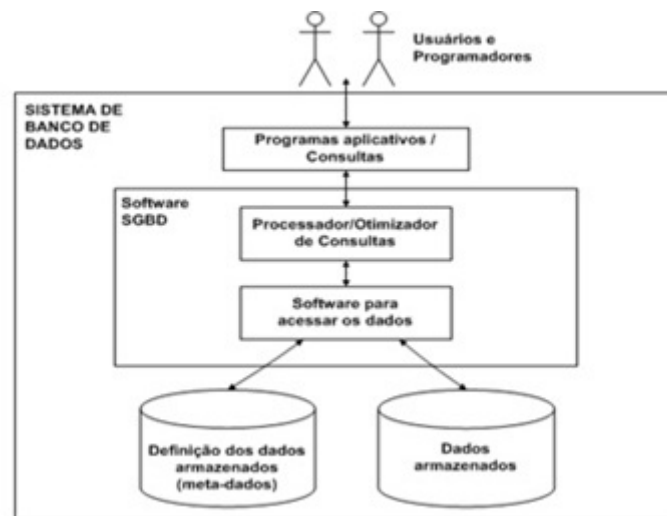 Usuários e
Programadores
SISTEMA DE
BANCO DE
DADOS
Programas aplicativos /
Consultas
Software
SGBD
Processador/Otimizador
de Consultas
Software para
acessar os dados
Definição dos dados
armazenados
(meta-dados)
Dados
armazenados